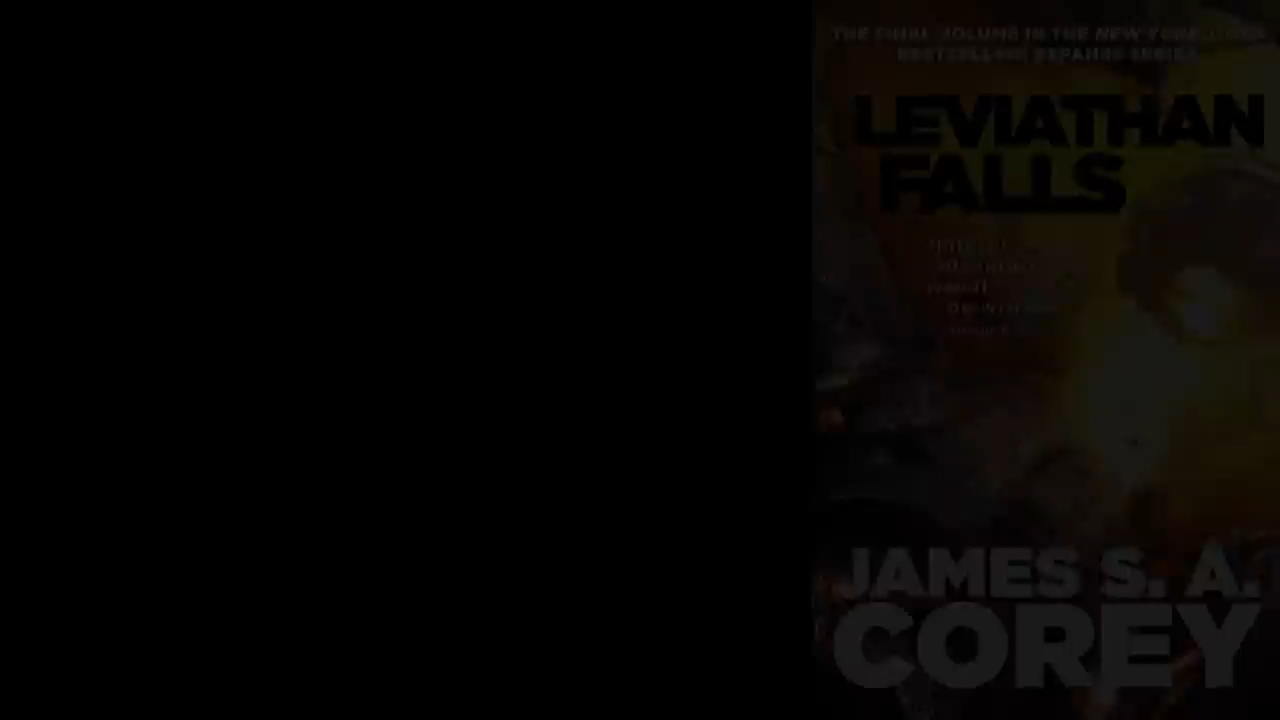 THE FINAL VOLUME IN THE NEW YORK TIMES
BESTSELLING EXPANSE SERIES
LEVIATHAN
FALLS
JAMES S. A.
COREY